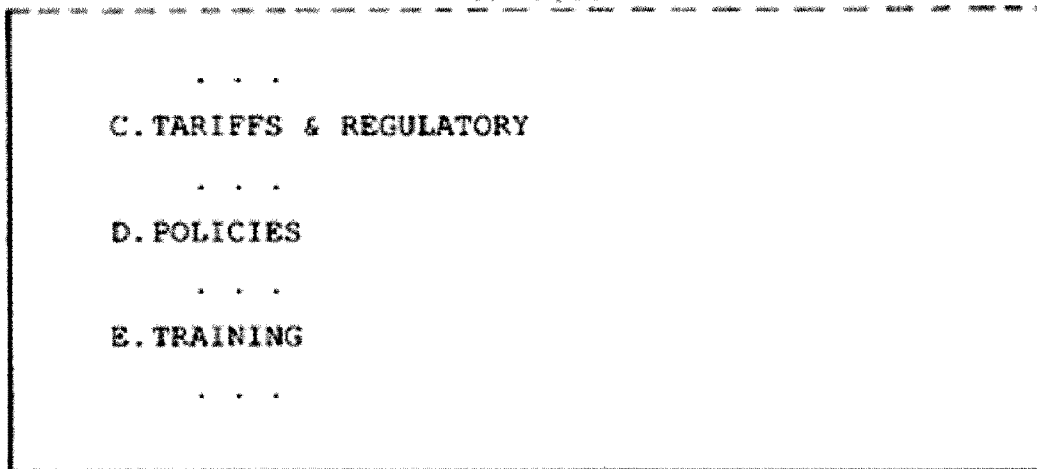 . . .
C.TARIFFS & REGULATORY
. . .
D.POLICIES
. . .
E.TRAINING
. . .